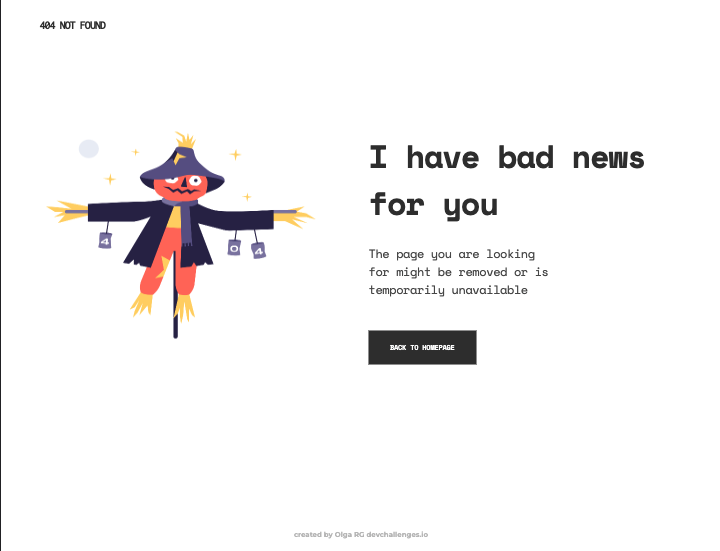 404 NOT FOUND
I have bad news
for you
4
0
4
The page you are looking
for might be removed or is
temporarily unavailable
BACK TO HOMEPAGE
created by Olga RG devchallenges.io